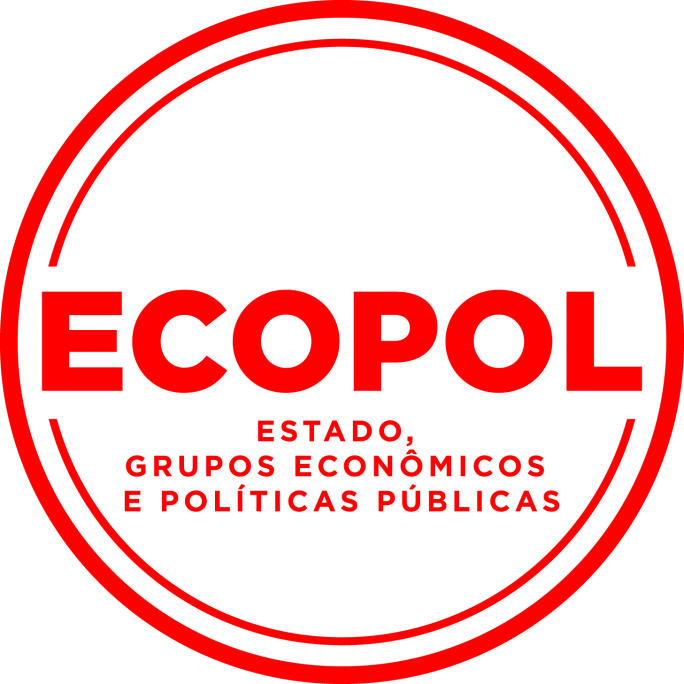 ECOPOL
ESTADO,
GRUPOS ECONÔMICOS
E POLÍTICAS PÚBLICAS